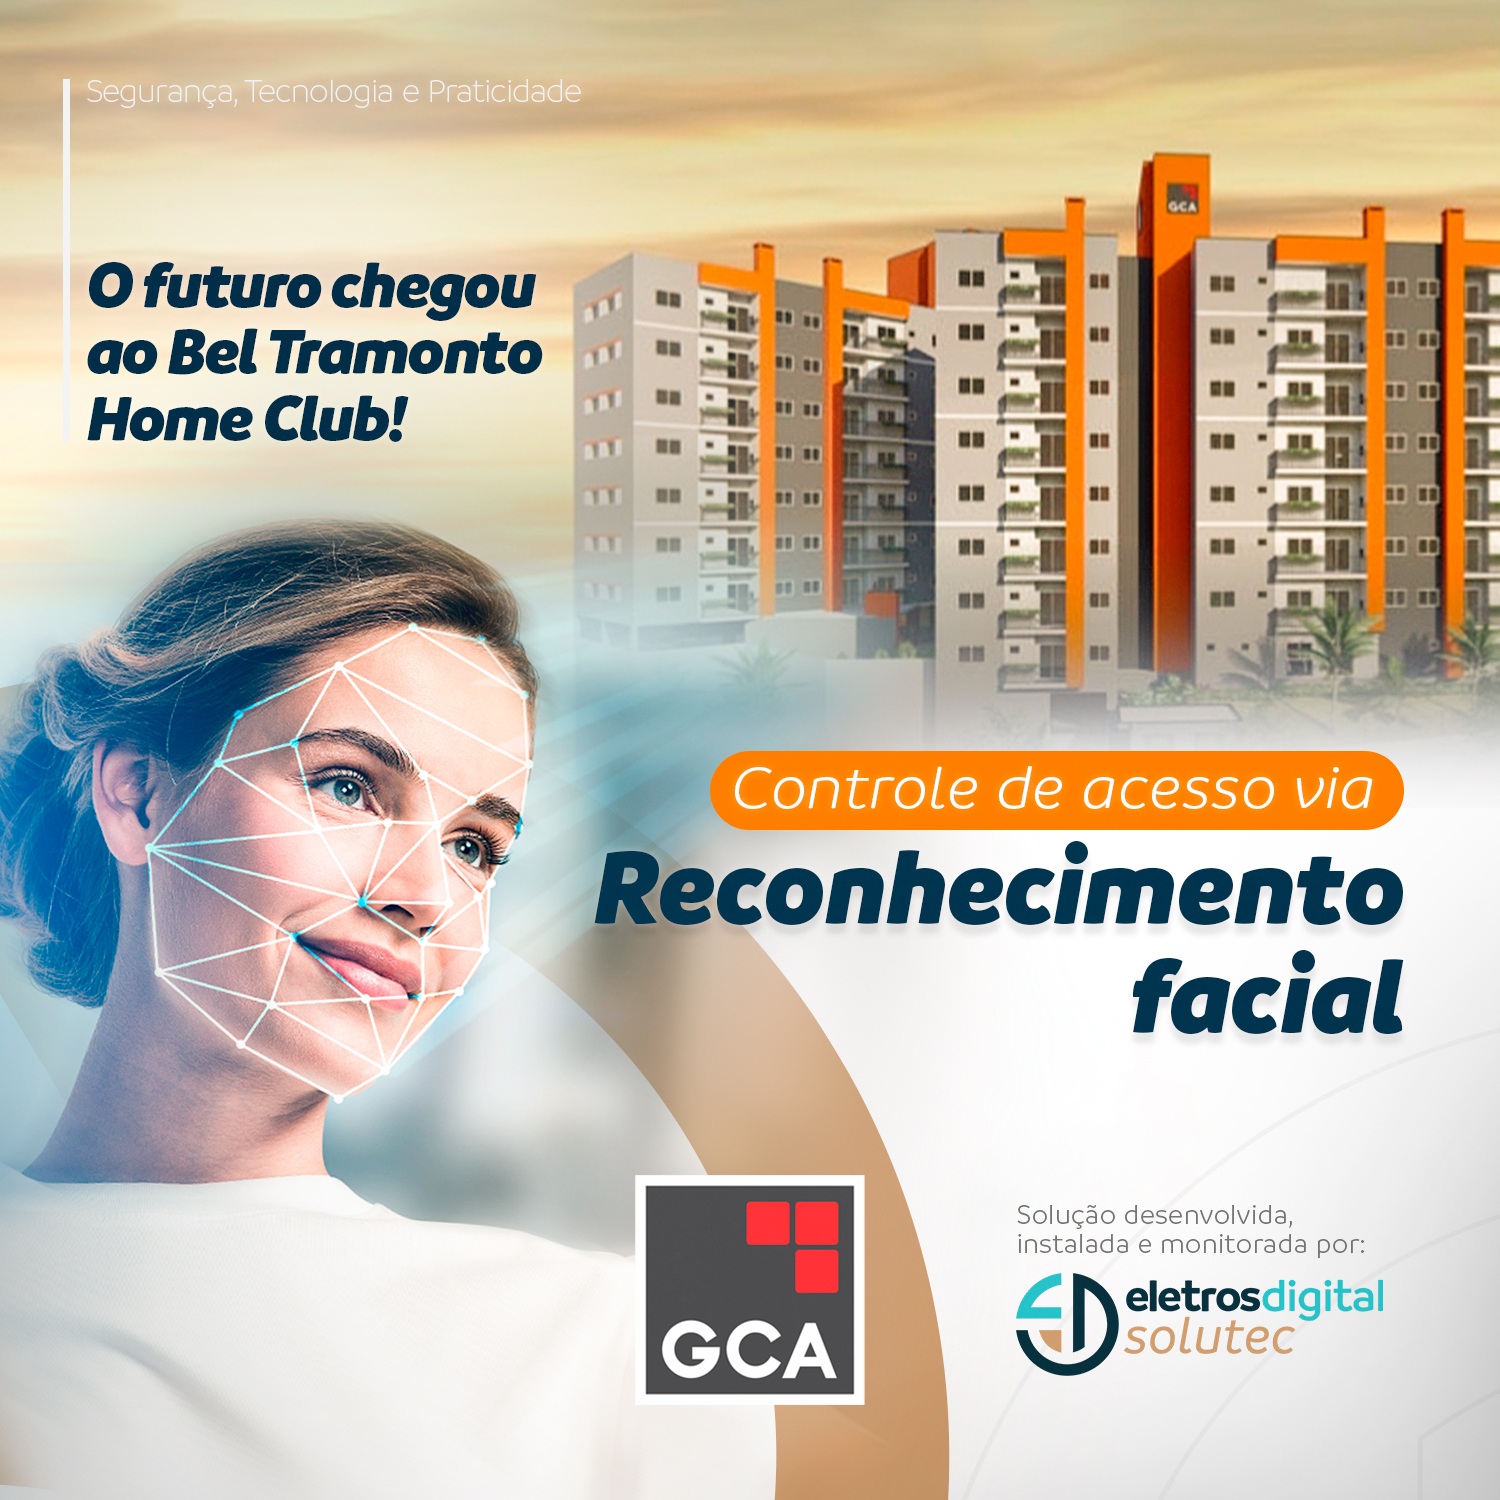 Segurança, Tecnologia e Praticidade
O futuro chegou
ao Bel Tramonto
Home Club!
GCA
Controle de acesso via
Reconhecimento
facial
GCA
Solução desenvolvida,
instalada e monitorada por:
eletrosdigital
solutec